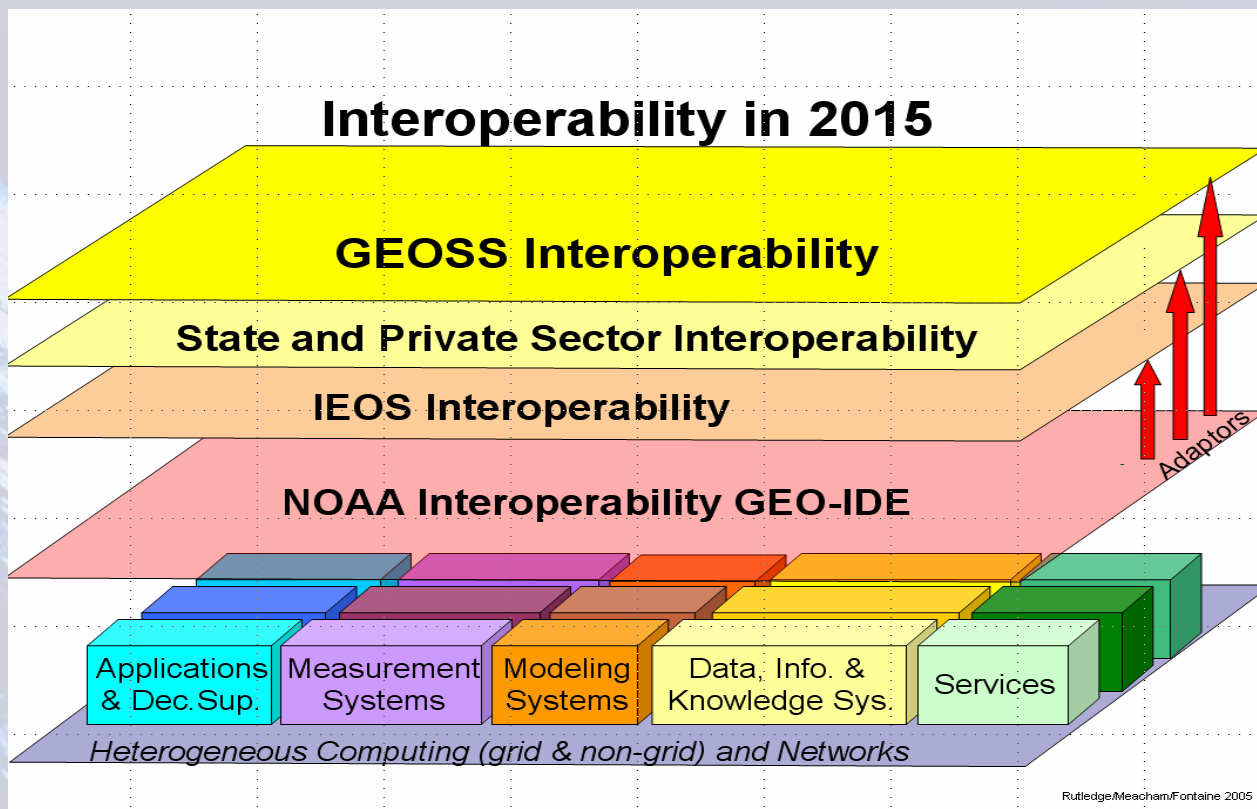 Interoperability in 2015
GEOSS Interoperability
State and Private Sector Interoperability
IEOS Interoperability
Adaptors
NOAA Interoperability GEO-IDE
Applications
& Dec.Sup.
Measurement
Systems
Modeling
Systems
Data, Info. &
Knowledge Sys.
Services
Heterogeneous Computing (grid & non-grid) and Networks
Rutledge/Meacham/Fontaine 2005